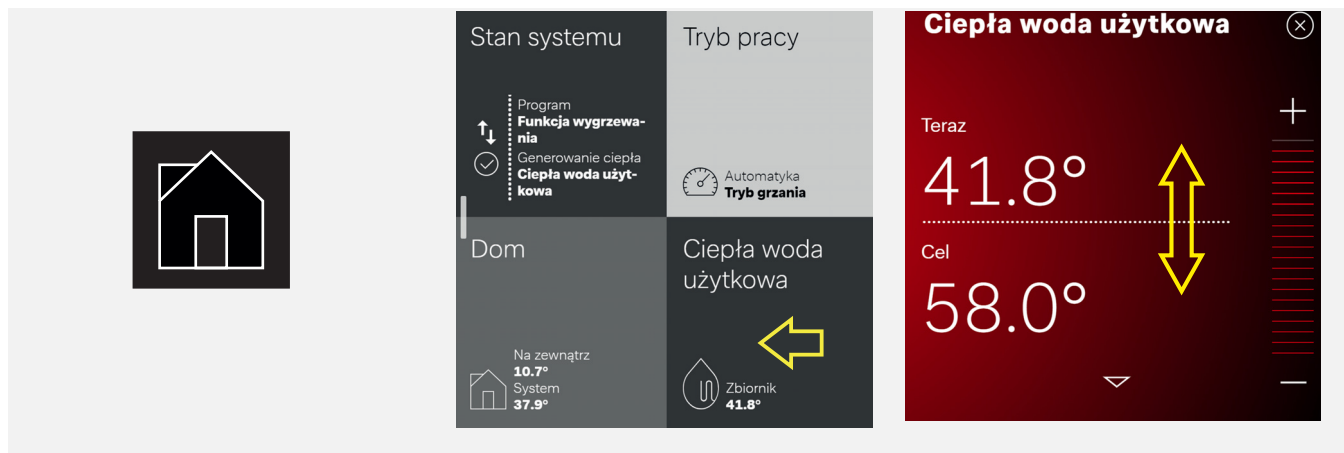 Stan systemu
Program
Funkcja wygrzewa-
nia
Generowanie ciepła
Ciepła woda użyt-
kowa
Tryb pracy
Automatyka
Tryb grzania
Dom
Na zewnątrz
10.7°
System
37.9°
Ciepła woda
użytkowa
Zbiornik
41.8°
Ciepła woda użytkowa
Teraz
41.8°
Cel
58.0°